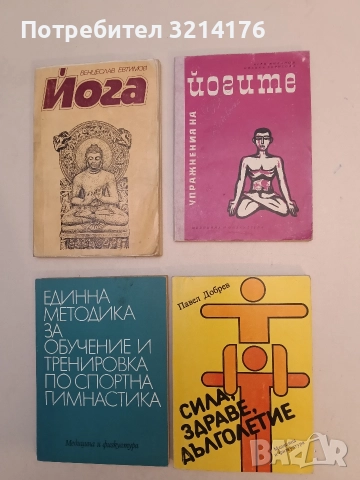 Потребител 3214176
ВЕНЦЕСЛАВ ЕВТИМОВ
Йога
йогите
УПРАЖНЕНИЯ НА
ЕДИННА
МЕТОДИКА
ЗА
ОБУЧЕНИЕ И
ТРЕНИРОВКА
ПО СПОРТНА
ГИМНАСТИКА
Медицина и физкултура
Павел Добрев
СИЛА,
ЗДРАВЕ,
ДЪЛГОЛЕТИЕ
BAZAR